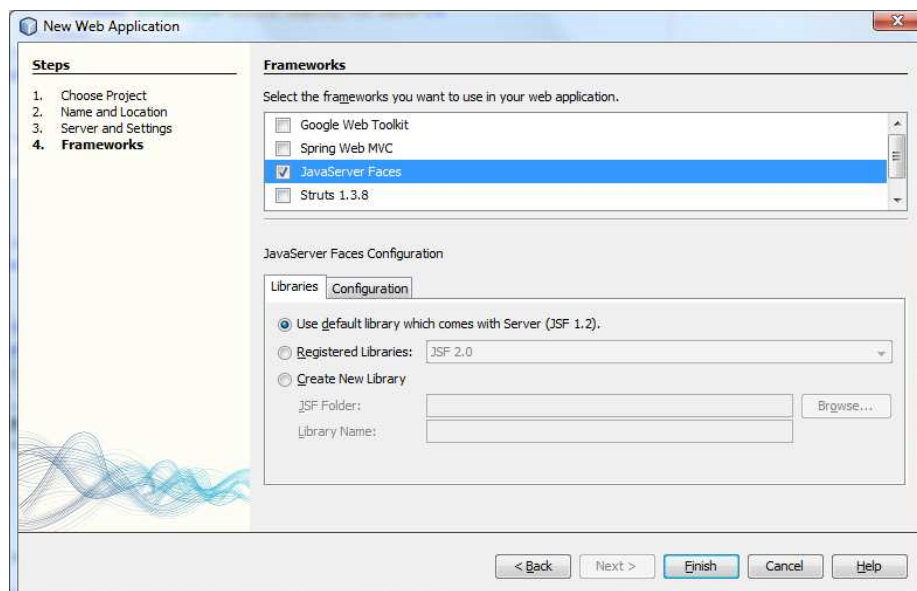 New Web Application
Steps
1. Choose Project
2. Name and Location
3. Server and Settings
4. Frameworks
Frameworks
Select the frameworks you want to use in your web application.
Google Web Toolkit
Spring Web MVC
JavaServer Faces
Struts 1.3.8
JavaServer Faces Configuration
Libraries Configuration
Use default library which comes with Server (JSF 1.2).
Registered Libraries: JSF 2.0
Create New Library
JSF Folder: Browse...
Library Name:
< Back Next > Finish Cancel Help